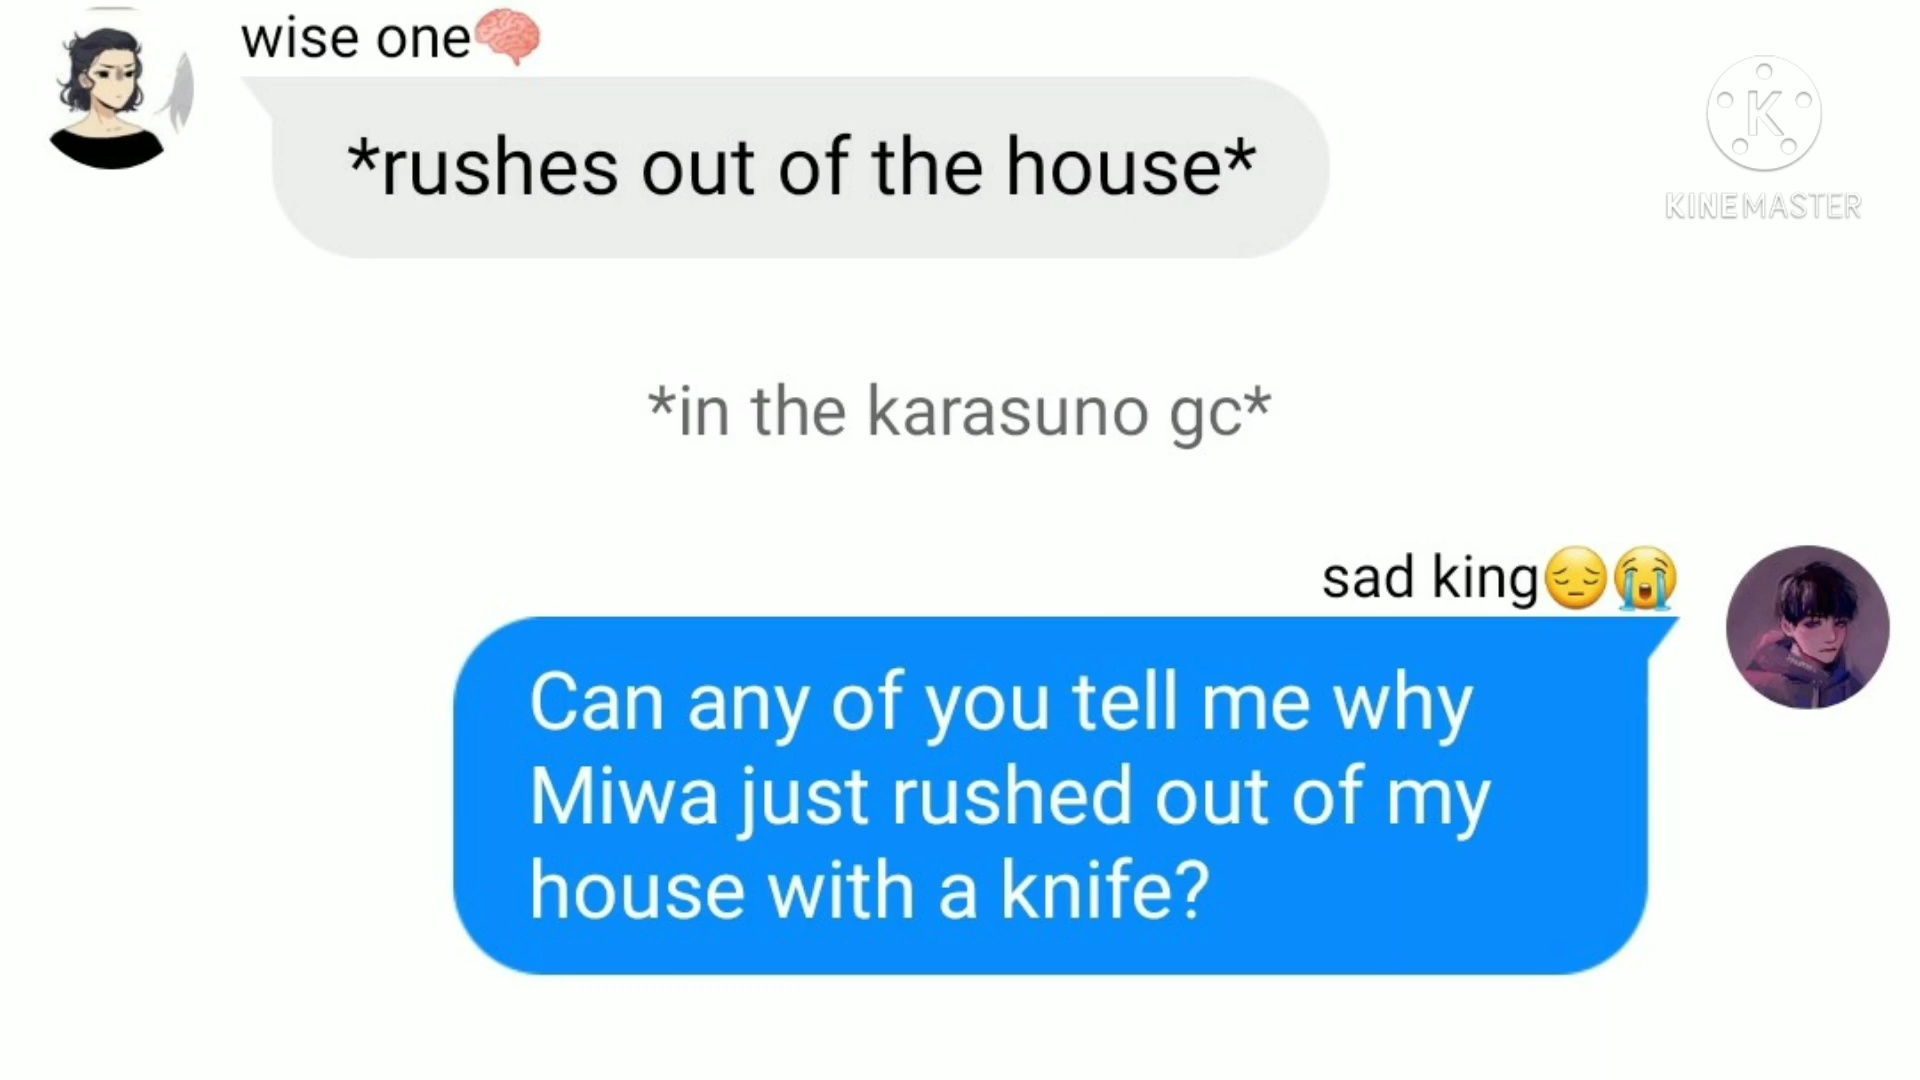 wise one🧠
*rushes out of the house*
KINEMASTER
*in the karasuno gc*
sad king😔😭
Can any of you tell me why
Miwa just rushed out of my
house with a knife?